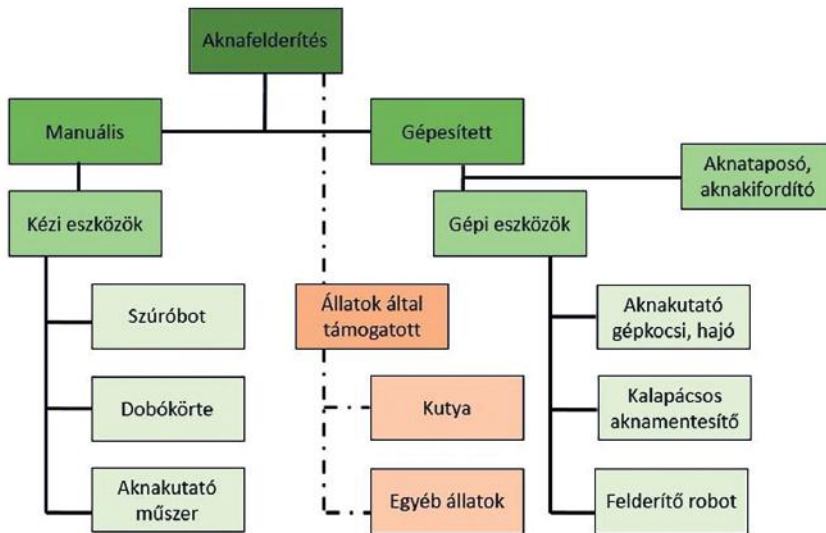 Aknafelderítés
Manuális
Gépesített
Aknataposó,
aknakifordító
Kézi eszközök
Gépi eszközök
Szúróbot
Állatok által
támogatott
Aknakutató
gépkocsi, hajó
Dobókörte
Kutya
Kalapácsos
aknamentesítő
Aknakutató
műszer
Egyéb állatok
Felderítő robot